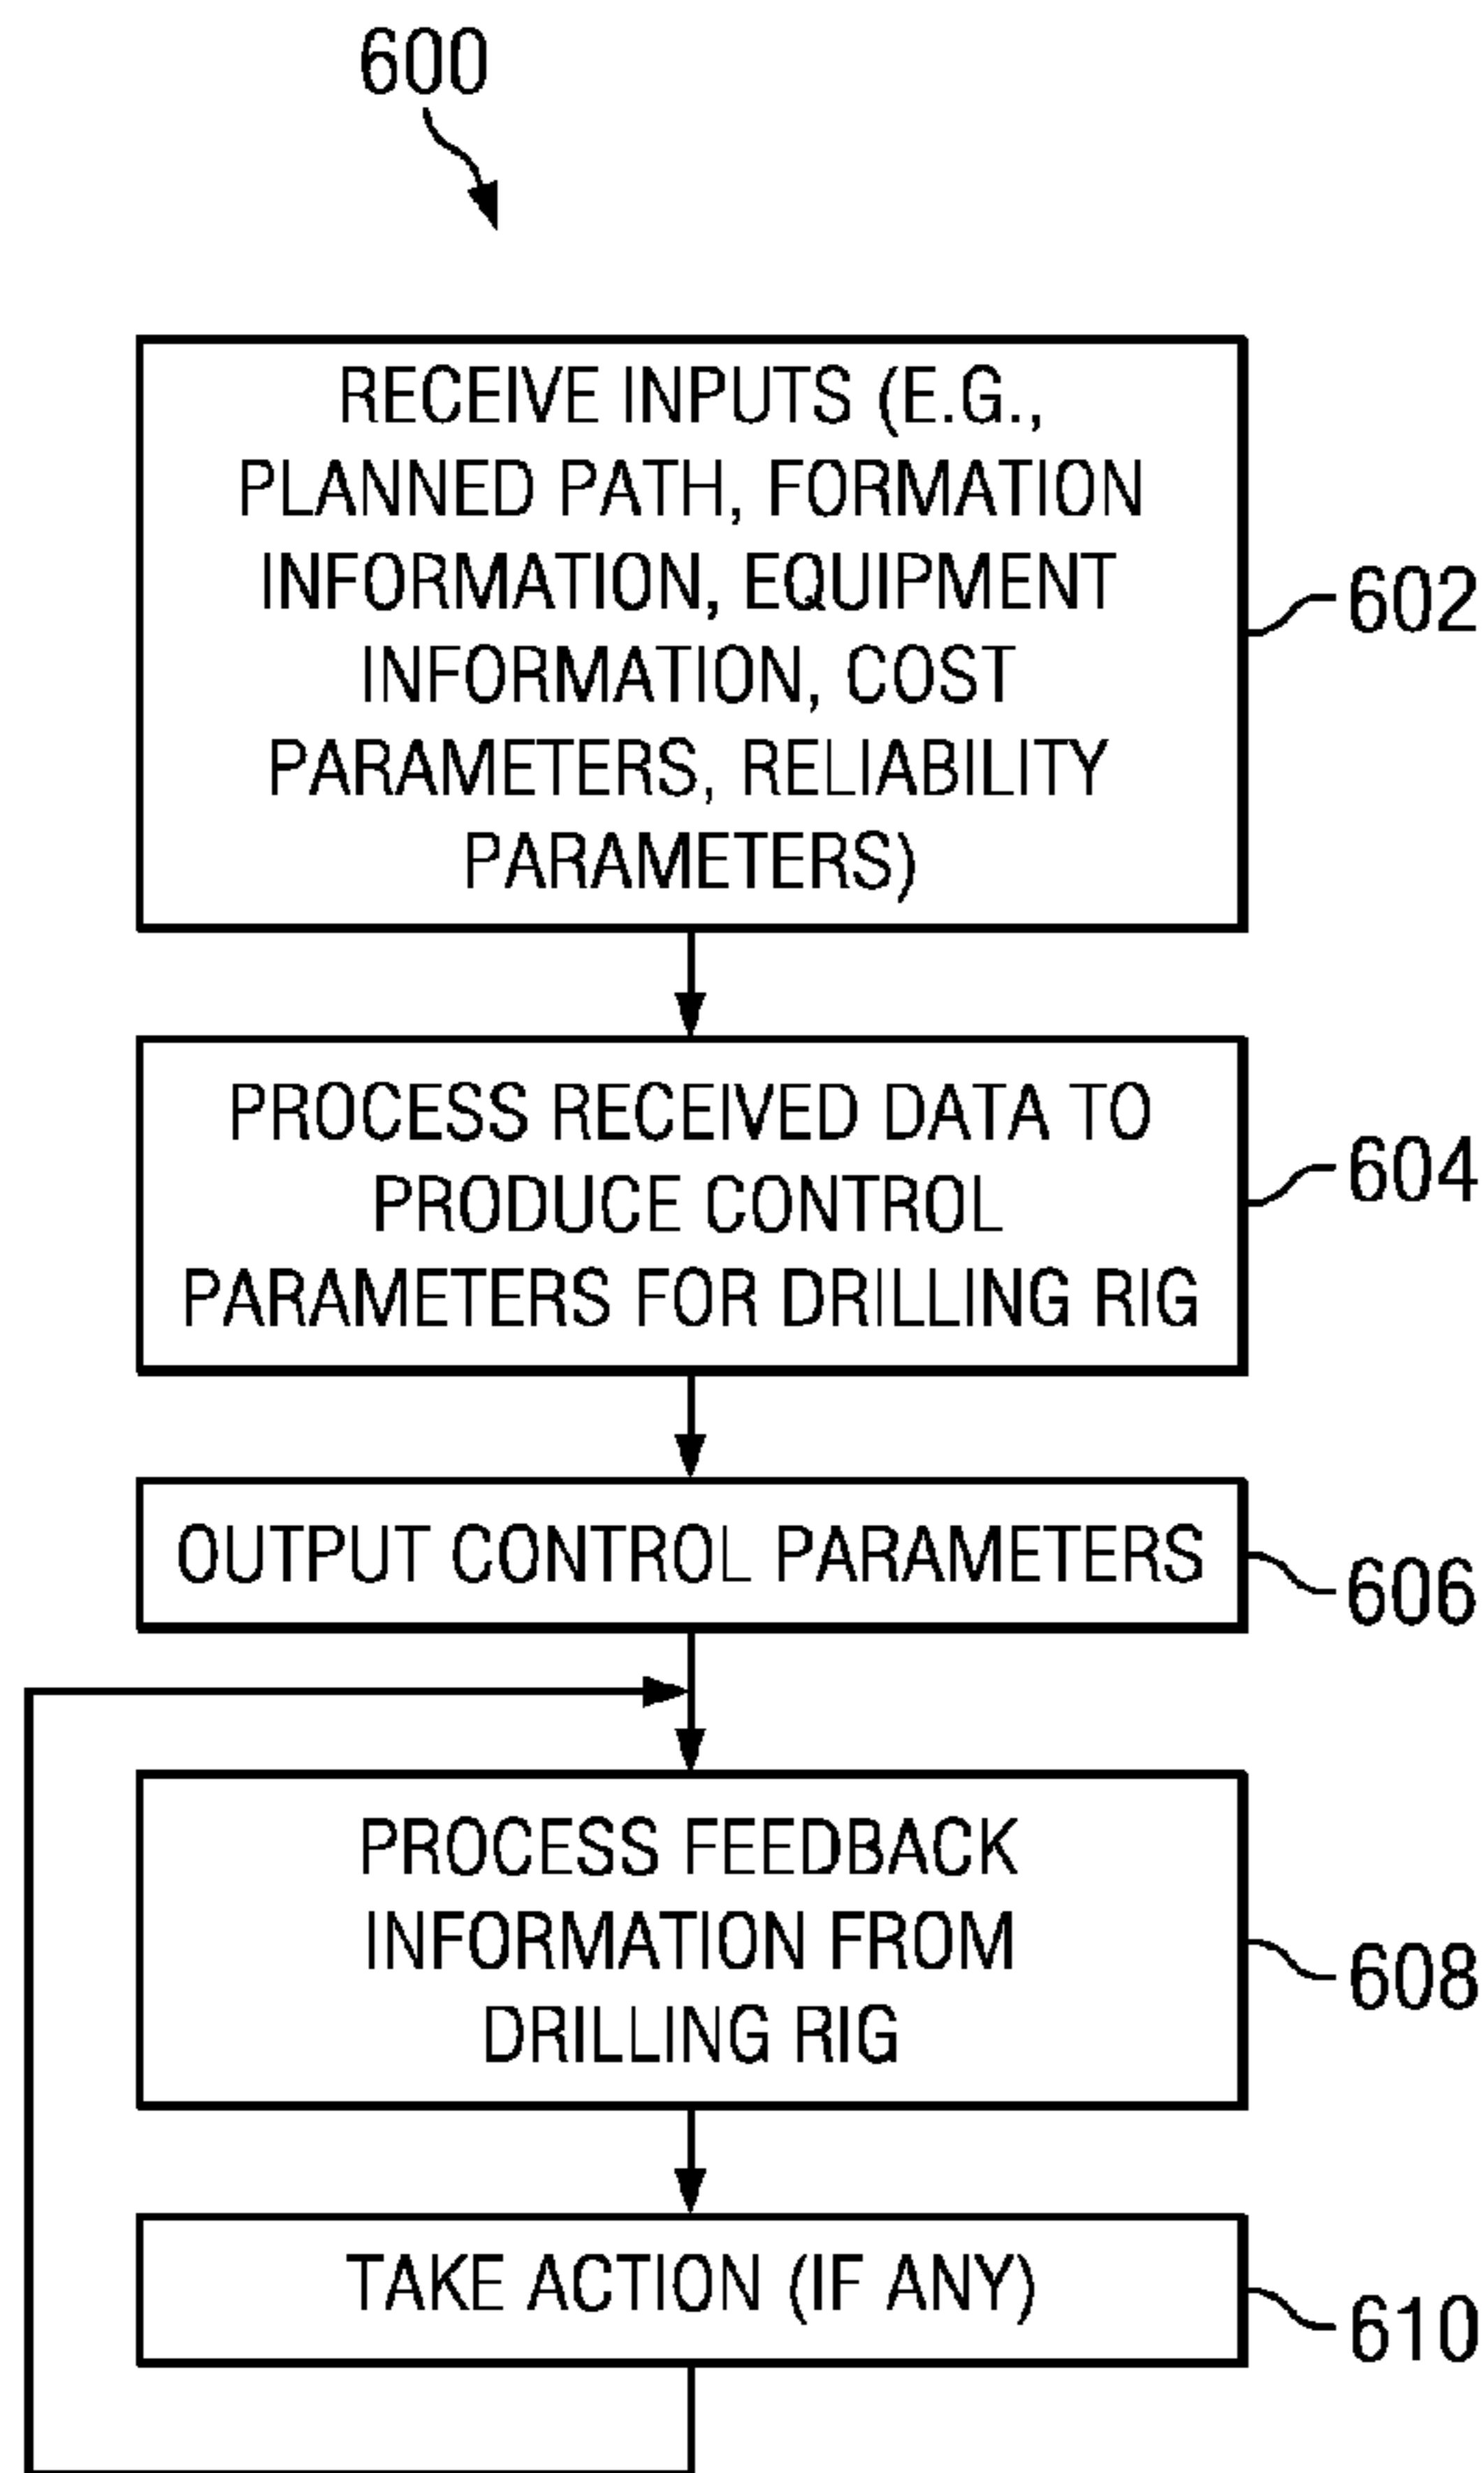 600
RECEIVE INPUTS (E.G.,
PLANNED PATH, FORMATION
INFORMATION, EQUIPMENT
INFORMATION, COST
PARAMETERS, RELIABILITY
PARAMETERS)
602
PROCESS RECEIVED DATA TO
PRODUCE CONTROL
PARAMETERS FOR DRILLING RIG
604
OUTPUT CONTROL PARAMETERS
606
PROCESS FEEDBACK
INFORMATION FROM
DRILLING RIG
608
TAKE ACTION (IF ANY)
610